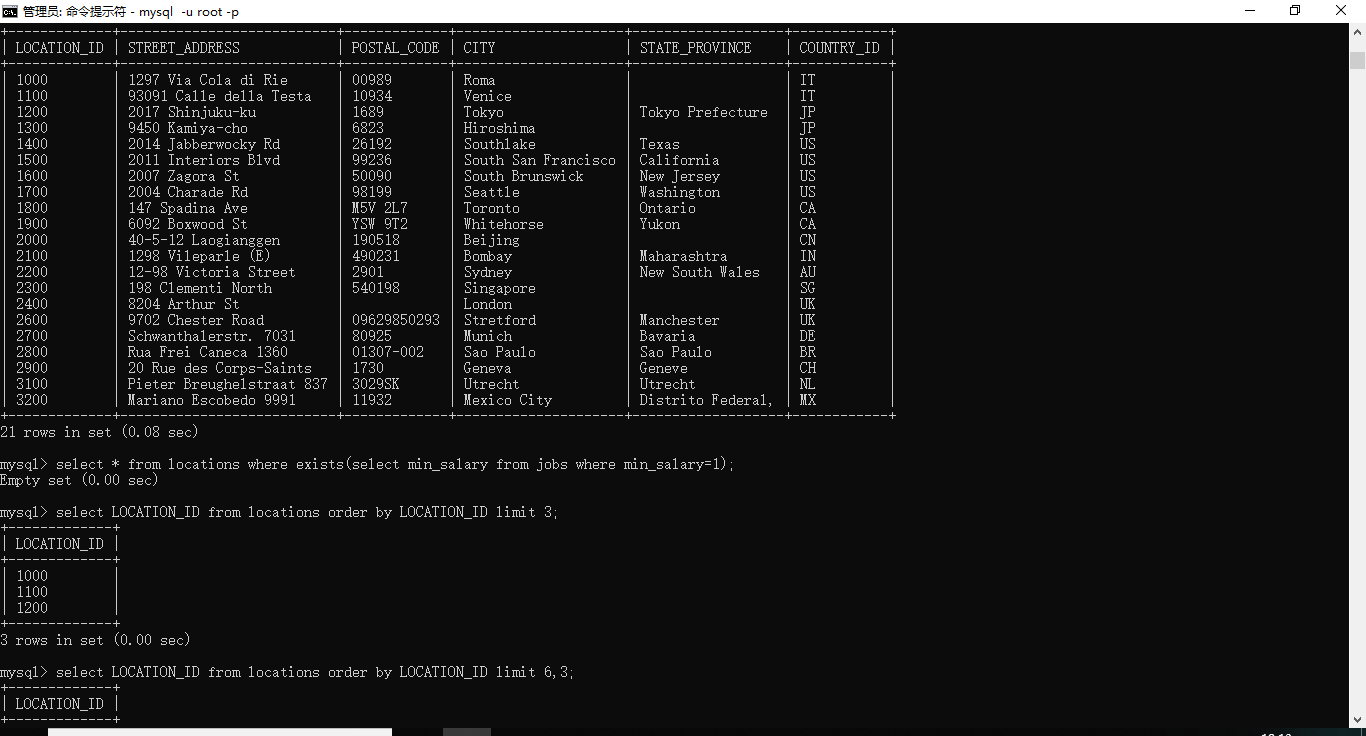 管理员: 命令提示符 - mysql  -u root -p
+-------------+--------------------------+--------------+---------------------+-------------------+------------+
| LOCATION_ID | STREET_ADDRESS           | POSTAL_CODE | CITY                | STATE_PROVINCE    | COUNTRY_ID |
+-------------+--------------------------+--------------+---------------------+-------------------+------------+
| 1000        | 1297 Via Cola di Rie     | 00989       | Roma                |                   | IT         |
| 1100        | 93091 Calle della Testa  | 10934       | Venice              |                   | IT         |
| 1200        | 2017 Shinjuku-ku         | 1689        | Tokyo               | Tokyo Prefecture  | JP         |
| 1300        | 9450 Kamiya-cho          | 6823        | Hiroshima           |                   | JP         |
| 1400        | 2014 Jabberwocky Rd      | 26192       | Southlake           | Texas             | US         |
| 1500        | 2011 Interiors Blvd      | 99236       | South San Francisco | California        | US         |
| 1600        | 2007 Zagora St           | 50090       | South Brunswick     | New Jersey        | US         |
| 1700        | 2004 Charade Rd          | 98199       | Seattle             | Washington        | US         |
| 1800        | 147 Spadina Ave          | M5V 2L7     | Toronto             | Ontario           | CA         |
| 1900        | 6092 Boxwood St          | YSW 9T2     | Whitehorse          | Yukon             | CA         |
| 2000        | 40-5-12 Laogianggen      | 190518      | Beijing             |                   | CN         |
| 2100        | 1298 Vileparle (E)       | 490231      | Bombay              | Maharashtra       | IN         |
| 2200        | 12-98 Victoria Street    | 2901        | Sydney              | New South Wales   | AU         |
| 2300        | 198 Clementi North       | 540198      | Singapore           |                   | SG         |
| 2400        | 8204 Arthur St           |             | London              |                   | UK         |
| 2600        | 9702 Chester Road        | 09629850293 | Stretford           | Manchester        | UK         |
| 2700        | Schwanthalerstr. 7031    | 80925       | Munich              | Bavaria           | DE         |
| 2800        | Rua Frei Caneca 1360     | 01307-002   | Sao Paulo           | Sao Paulo         | BR         |
| 2900        | 20 Rue des Corps-Saints  | 1730        | Geneva              | Geneve            | CH         |
| 3100        | Pieter Breughelstraat 837 | 3029SK      | Utrecht             | Utrecht           | NL         |
| 3200        | Mariano Escobedo 9991    | 11932       | Mexico City         | Distrito Federal, | MX         |
+-------------+--------------------------+--------------+---------------------+-------------------+------------+
21 rows in set (0.08 sec)
mysql> select * from locations where exists(select min_salary from jobs where min_salary=1);
Empty set (0.00 sec)
mysql> select LOCATION_ID from locations order by LOCATION_ID limit 3;
+-------------+
| LOCATION_ID |
+-------------+
| 1000        |
| 1100        |
| 1200        |
+-------------+
3 rows in set (0.00 sec)
mysql> select LOCATION_ID from locations order by LOCATION_ID limit 6,3;
+-------------+
| LOCATION_ID |
+-------------+